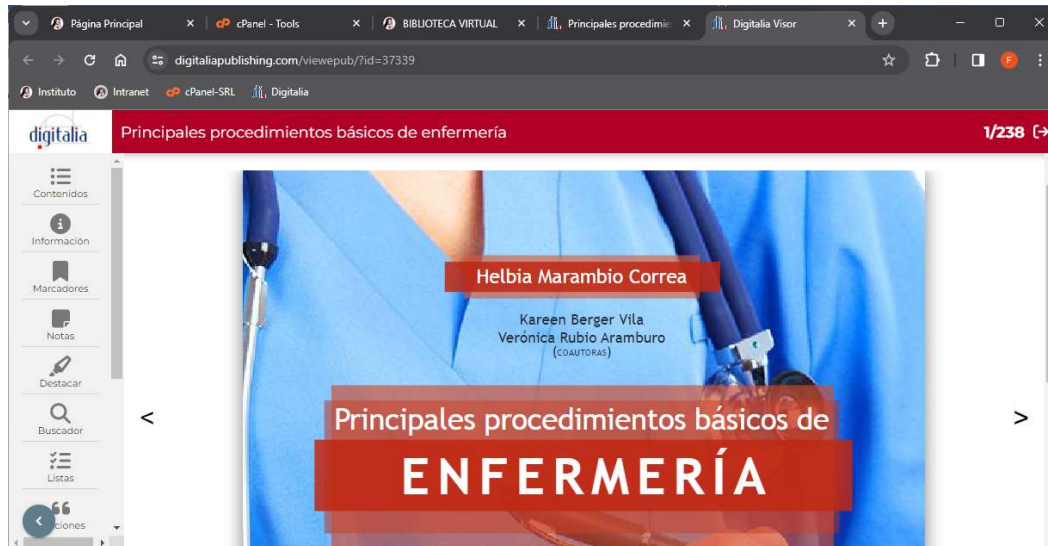 Página Principal
cPanel - Tools
BIBLIOTECA VIRTUAL
Principales procedimie
Digitalia Visor
digitaliapublishing.com/viewepub/?id=37339
F
Instituto
Intranet
cPanel-SRL
Digitalia
digitalia
Principales procedimientos básicos de enfermería
1/238
Contenidos
Información
Marcadores
Notas
Destacar
Buscador
Listas
ciones
Helbia Marambio Correa
Kareen Berger Vila
Verónica Rubio Aramburo
(COAUTORAS)
<
>
Principales procedimientos básicos de
ENFERMERÍA